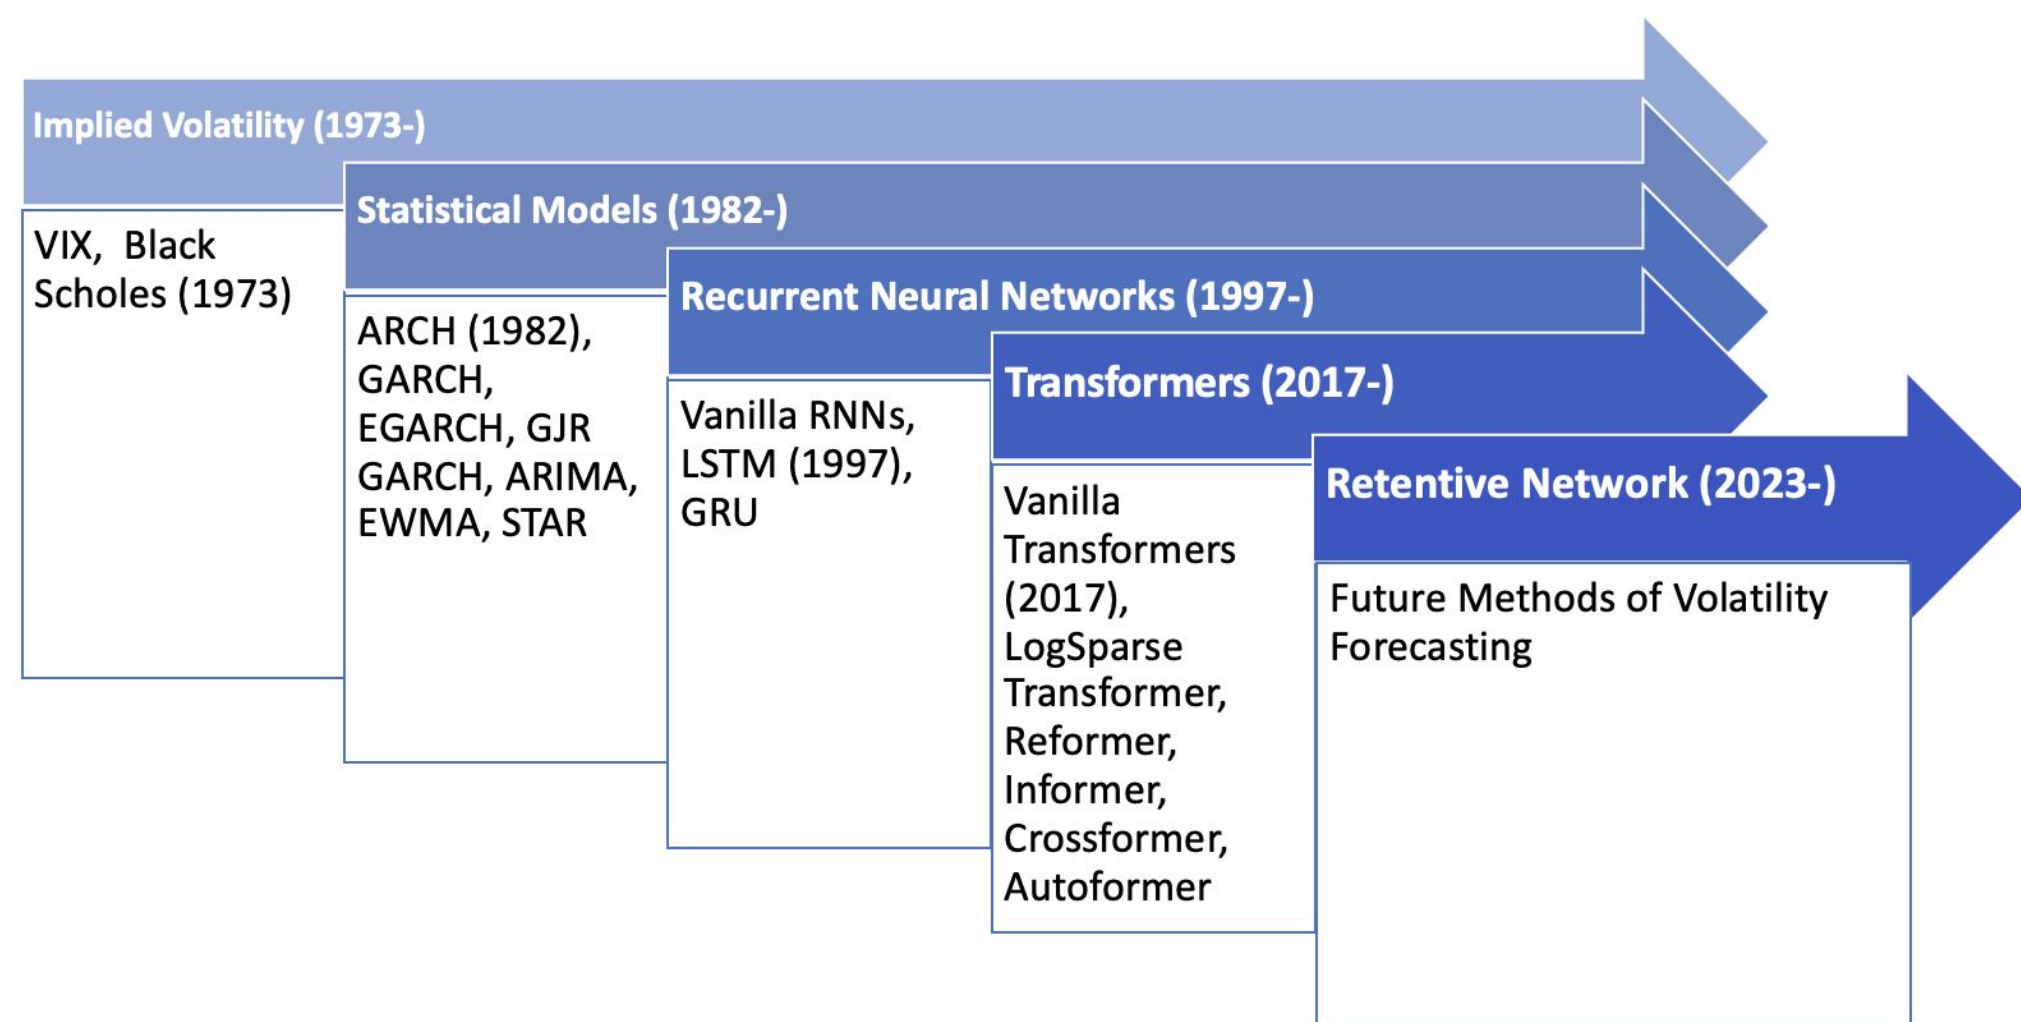 Implied Volatility (1973-)
VIX,  Black
Scholes (1973)
Statistical Models (1982-)
ARCH (1982),
GARCH,
EGARCH, GJR
GARCH, ARIMA,
EWMA, STAR
Recurrent Neural Networks (1997-)
Vanilla RNNs,
LSTM (1997),
GRU
Transformers (2017-)
Vanilla
Transformers
(2017),
LogSparse
Transformer,
Reformer,
Informer,
Crossformer,
Autoformer
Retentive Network (2023-)
Future Methods of Volatility
Forecasting